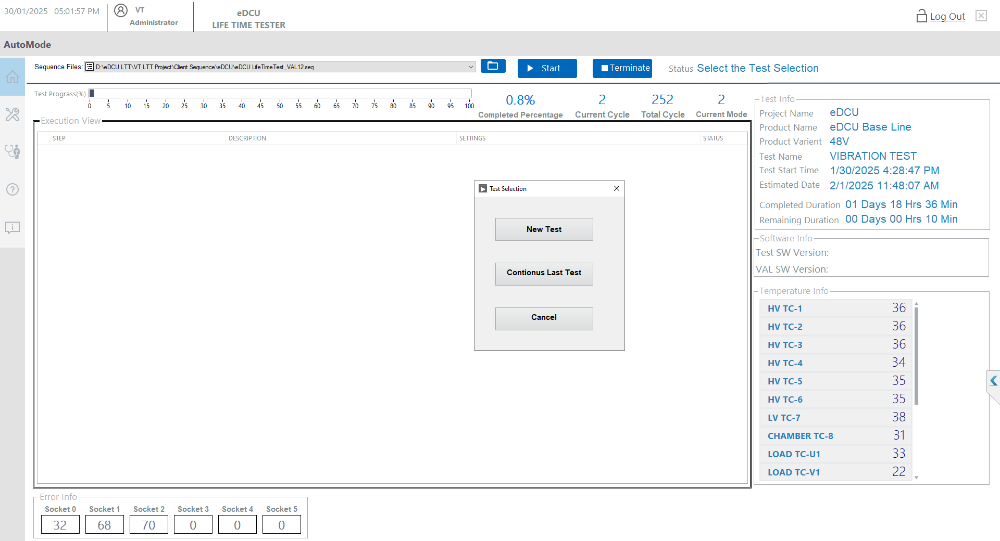 30/01/2025 05:01:57 PM
VT
Administrator
eDCU
LIFE TIME TESTER
Log Out
AutoMode
Sequence Files: D:\eDCU LTT\VT LTT Project\Client Sequence\eDCU\eDCU LifeTimeTest_VAL12.seq
Start
Terminate
Status Select the Test Selection
Test Prograss(%)
0 5 10 15 20 25 30 35 40 45 50 55 60 65 70 75 80 85 90 95 100
0.8%
Completed Percentage
2
Current Cycle
252
Total Cycle
2
Current Mode
Execution View
STEP DESCRIPTION SETTINGS STATUS
Test Selection
New Test
Contionus Last Test
Cancel
Test Info
Project Name eDCU
Product Name eDCU Base Line
Product Varient 48V
Test Name VIBRATION TEST
Test Start Time 1/30/2025 4:28:47 PM
Estimated Date 2/1/2025 11:48:07 AM
Completed Duration 01 Days 18 Hrs 36 Min
Remaining Duration 00 Days 00 Hrs 10 Min
Software Info
Test SW Version:
VAL SW Version:
Temperature Info
HV TC-1 36
HV TC-2 36
HV TC-3 36
HV TC-4 34
HV TC-5 35
HV TC-6 35
LV TC-7 38
CHAMBER TC-8 31
LOAD TC-U1 33
LOAD TC-V1 22
Error Info
Socket 0 Socket 1 Socket 2 Socket 3 Socket 4 Socket 5
32 68 70 0 0 0